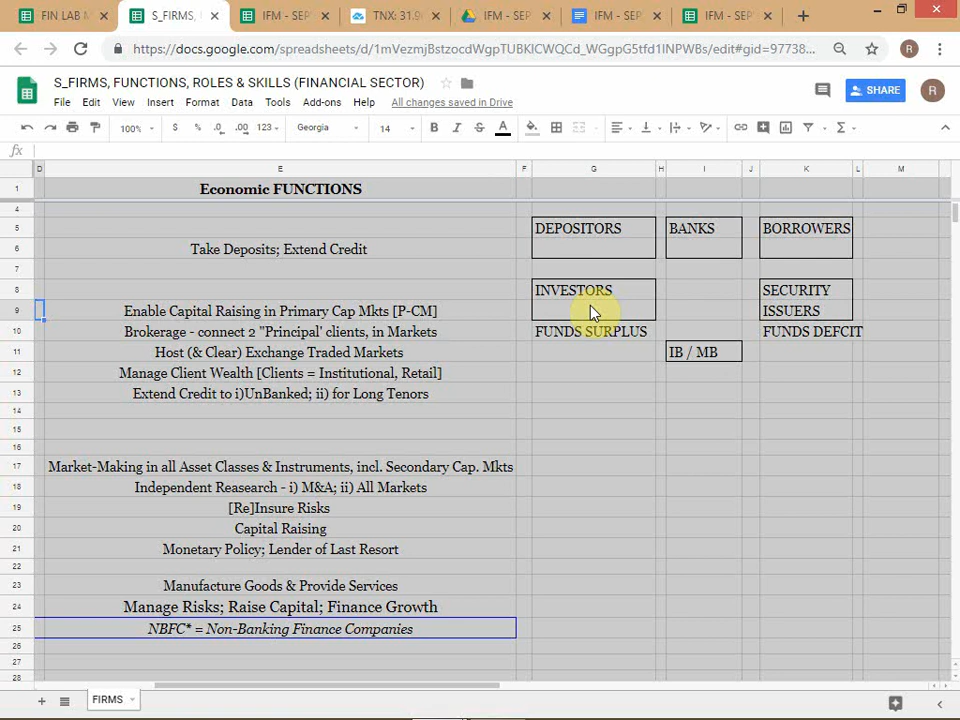 FIN LAB M
S_FIRMS,
IFM - SEP
TNX: 31.9
IFM - SEP
IFM - SEP
IFM - SEP
https://docs.google.com/spreadsheets/d/1mVezmjBstzocdWgpTUBKICWQCd_WGgpG5tfd1INPWBs/edit#gid=97738...
R
S_FIRMS, FUNCTIONS, ROLES & SKILLS (FINANCIAL SECTOR)
SHARE
R
File Edit View Insert Format Data Tools Add-ons Help All changes saved in Drive
100% $ % .0 .00 123 Georgia 14 B I S A Σ
fx
D E F G H I J K L M
1 Economic FUNCTIONS
4
5 DEPOSITORS BANKS BORROWERS
6 Take Deposits; Extend Credit
7
8 INVESTORS SECURITY
9 Enable Capital Raising in Primary Cap Mkts [P-CM] ISSUERS
10 Brokerage - connect 2 "Principal' clients, in Markets FUNDS SURPLUS FUNDS DEFCIT
11 Host (& Clear) Exchange Traded Markets IB / MB
12 Manage Client Wealth [Clients = Institutional, Retail]
13 Extend Credit to i)UnBanked; ii) for Long Tenors
14
15
16
17 Market-Making in all Asset Classes & Instruments, incl. Secondary Cap. Mkts
18 Independent Reasearch - i) M&A; ii) All Markets
19 [Re]Insure Risks
20 Capital Raising
21 Monetary Policy; Lender of Last Resort
22
23 Manufacture Goods & Provide Services
24 Manage Risks; Raise Capital; Finance Growth
25 NBFC* = Non-Banking Finance Companies
26
27
28
FIRMS